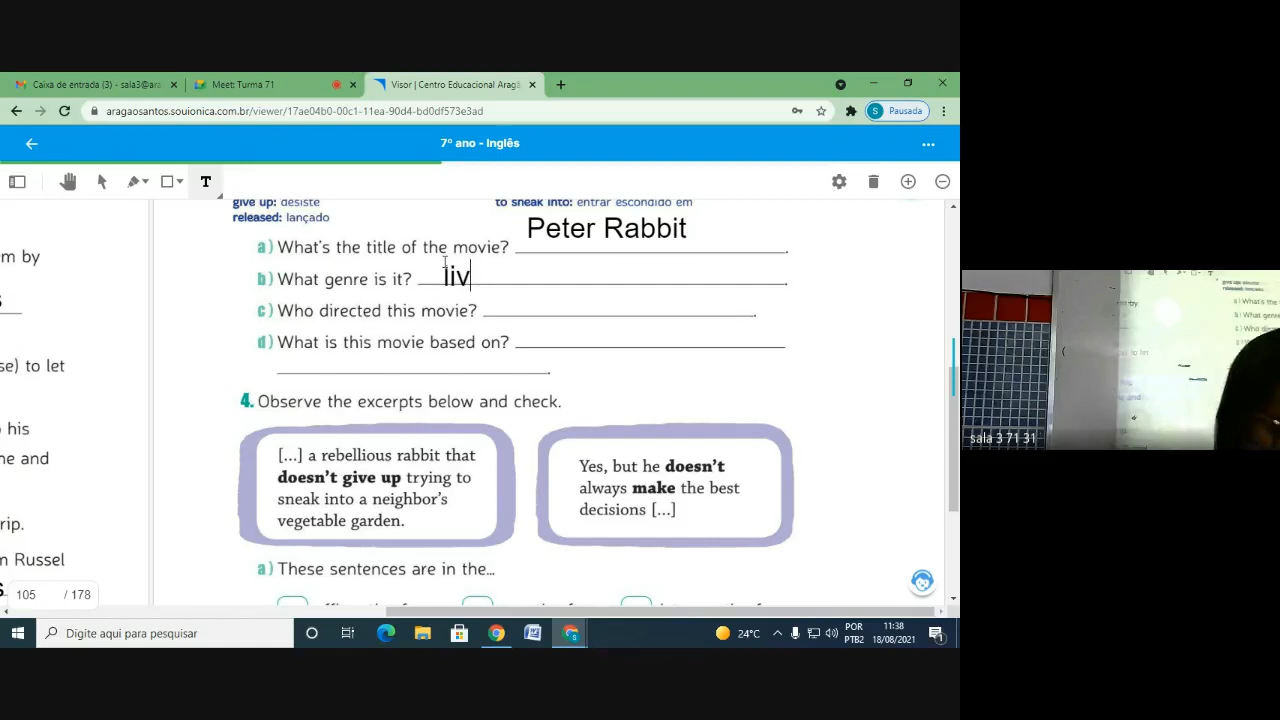 Caixa de entrada (3) - sala3@ara
Meet: Turma 71
Visor | Centro Educacional Aragã
aragaosantos.souionica.com.br/viewer/17ae04b0-00c1-11ea-90d4-bd0df573e3ad
S Pausada
7º ano - Inglês
T
give up: desiste
to sneak into: entrar escondido em
released: lançado
Peter Rabbit
a) What's the title of the movie?
b) What genre is it? liv
c) Who directed this movie?
d) What is this movie based on?
4. Observe the excerpts below and check.
[...] a rebellious rabbit that
doesn't give up trying to
sneak into a neighbor's
vegetable garden.
Yes, but he doesn't
always make the best
decisions [...]
a) These sentences are in the...
m by
se) to let
o his
me and
rip.
m Russel
105 / 178
Digite aqui para pesquisar
24°C
POR
PTB2
11:38
18/08/2021
sala 3 71 31